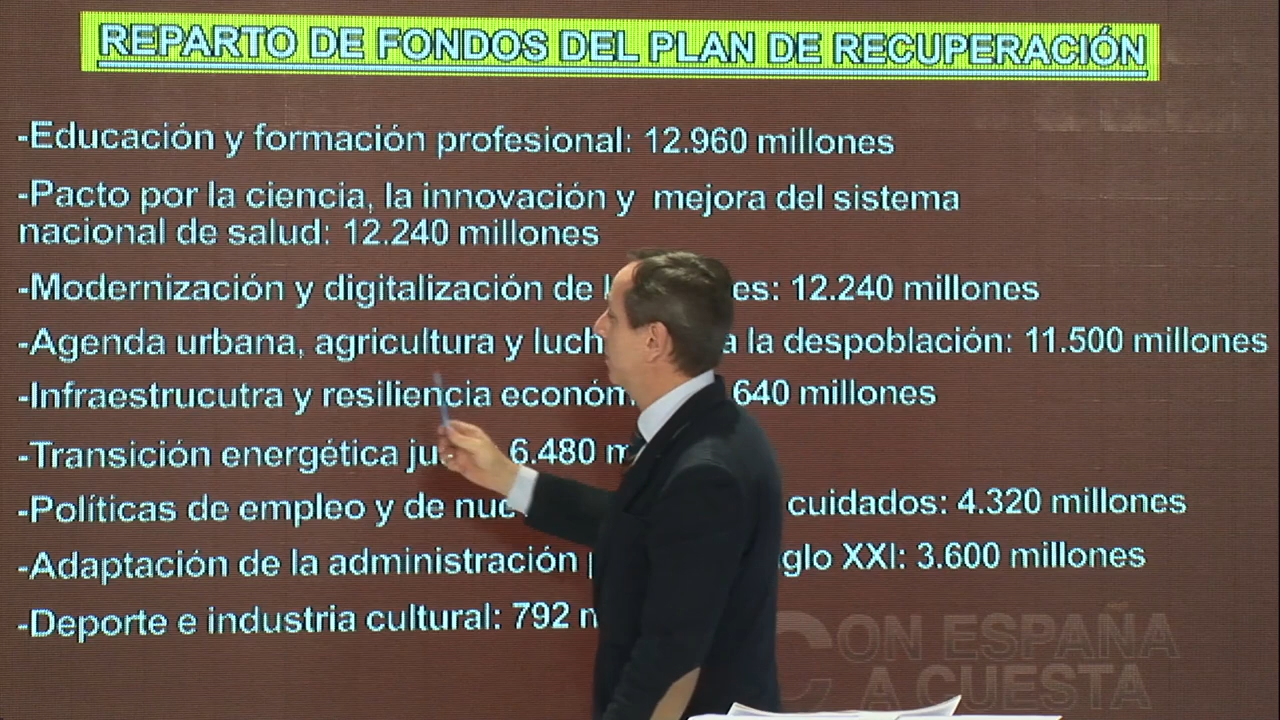 REPARTO DE FONDOS DEL PLAN DE RECUPERACIÓN
-Educación y formación profesional: 12.960 millones
-Pacto por la ciencia, la innovación y mejora del sistema
nacional de salud: 12.240 millones
-Modernización y digitalización de es: 12.240 millones
-Agenda urbana, agricultura y luch a la despoblación: 11.500 millones
-Infraestrucutra y resiliencia económ 640 millones
-Transición energética ju 6.480 m
-Políticas de empleo y de nue cuidados: 4.320 millones
-Adaptación de la administración glo XXI: 3.600 millones
-Deporte e industria cultural: 792 m
CON ESPAÑA
A CUESTA